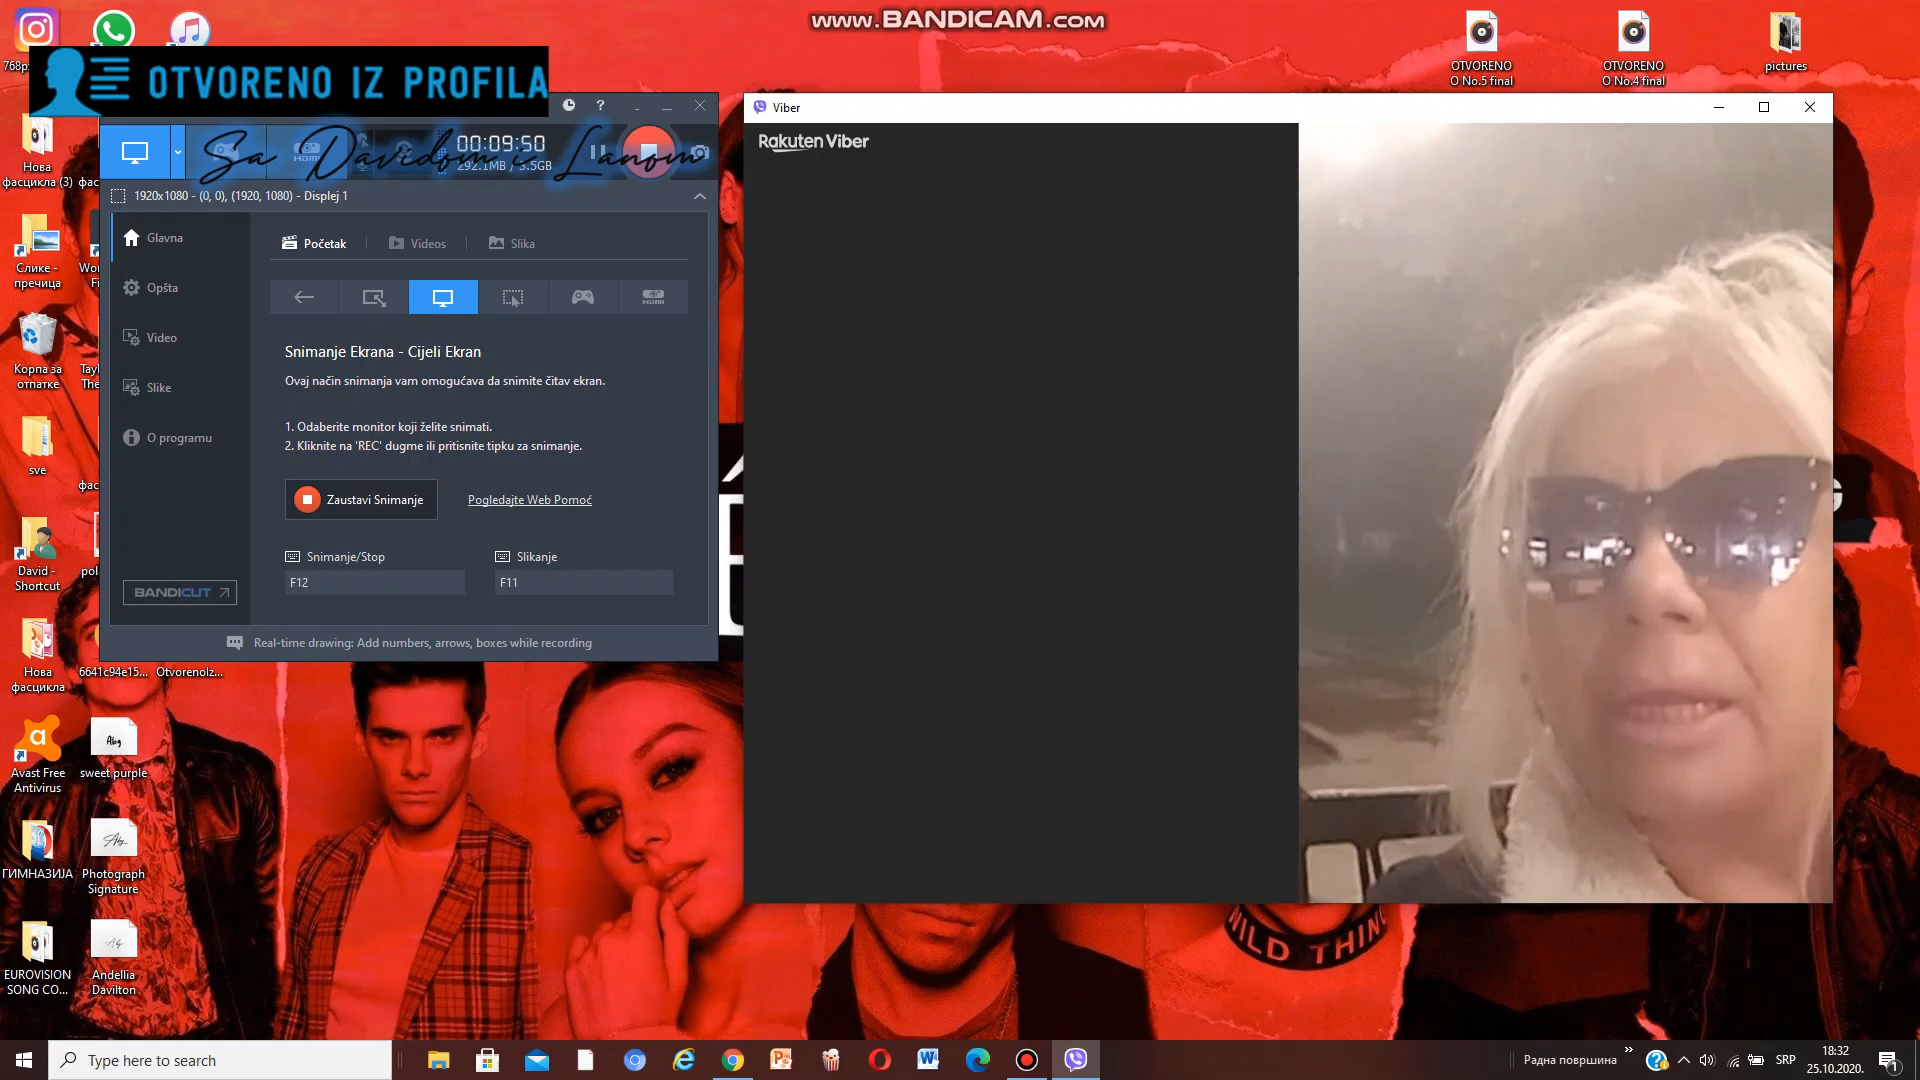 www.BANDICAM.com
OTVORENO IZ PROFILA
Sa Davidom i Lanom
768p
OTVORENO
O No.5 final
OTVORENO
O No.4 final
pictures
00:09:50
292.1MB / 3.5GB
1920x1080 - (0, 0), (1920, 1080) - Displej 1
Glavna
Opšta
Video
Slike
O programu
BANDICUT
Početak
Videos
Slika
HDMI
Snimanje Ekrana - Cijeli Ekran
Ovaj način snimanja vam omogućava da snimite čitav ekran.
1. Odaberite monitor koji želite snimati.
2. Kliknite na 'REC' dugme ili pritisnite tipku za snimanje.
Zaustavi Snimanje
Pogledajte Web Pomoć
Snimanje/Stop
Slikanje
F12
F11
Real-time drawing: Add numbers, arrows, boxes while recording
Viber
Rakuten Viber
Нова
фасцикла (3)
Слике -
пречица
Корпа за
отпатке
sve
David -
Shortcut
Нова
фасцикла
6641c94e15...
OtvorenoIz...
Avast Free
Antivirus
sweet purple
ГИМНАЗИЈА
Photograph
Signature
EUROVISION
SONG CO...
Andellia
Davilton
WILD THING
Type here to search
Радна површина
SRP
18:32
25.10.2020.
1